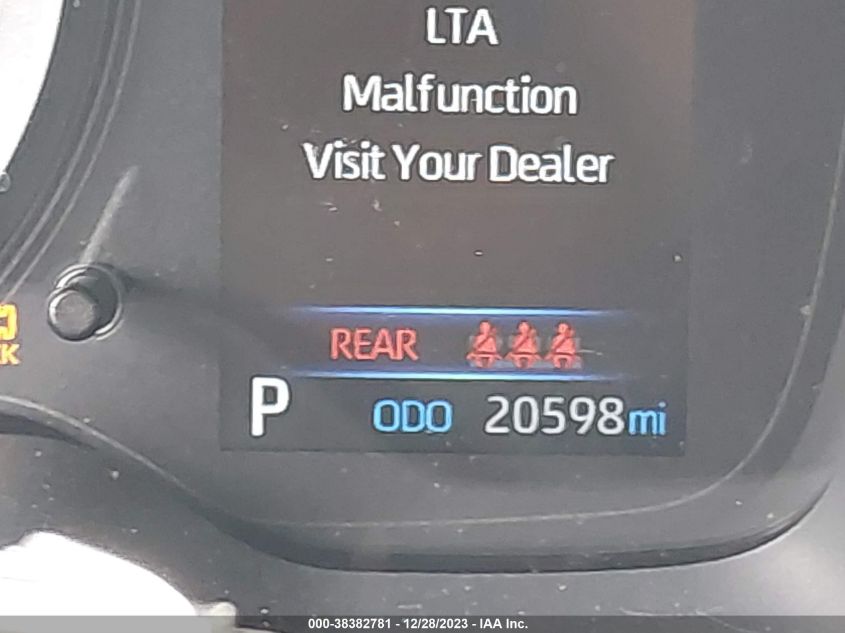 LTA
Malfunction
Visit Your Dealer
REAR
P ODO 20598mi
000-38382781 - 12/28/2023 - IAA Inc.